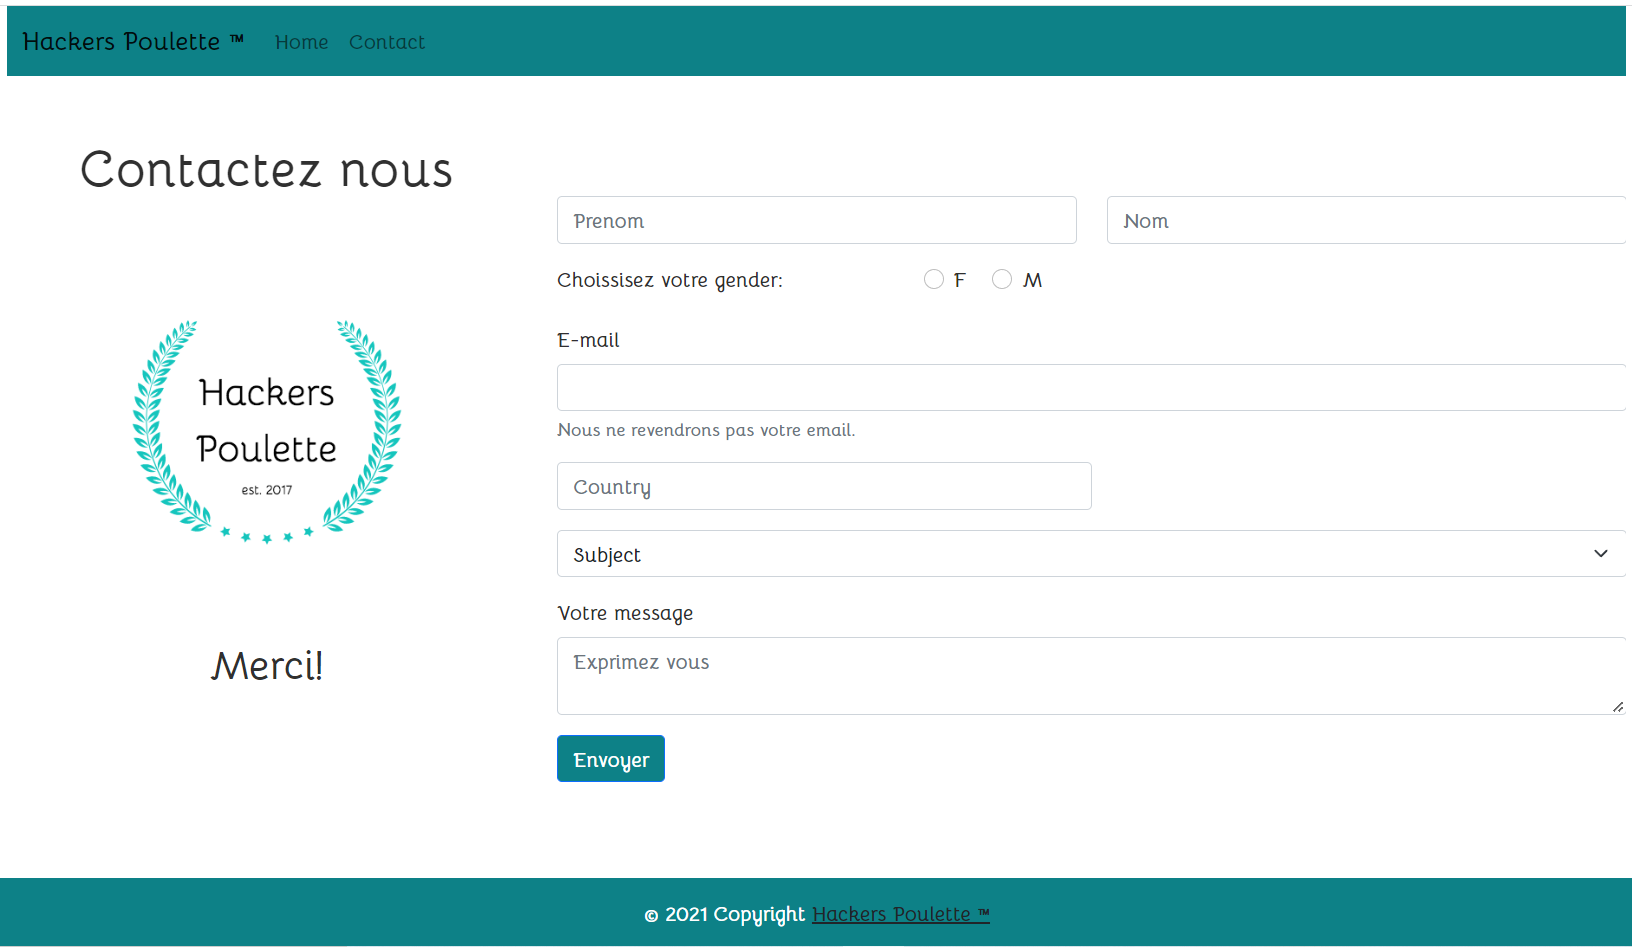 Hackers Poulette ™ Home Contact
Contactez nous
Hackers
Poulette
est. 2017
Merci!
Prenom Nom
Choissisez votre gender: F M
E-mail
Nous ne revendrons pas votre email.
Country
Subject
Votre message
Exprimez vous
Envoyer
© 2021 Copyright Hackers Poulette ™